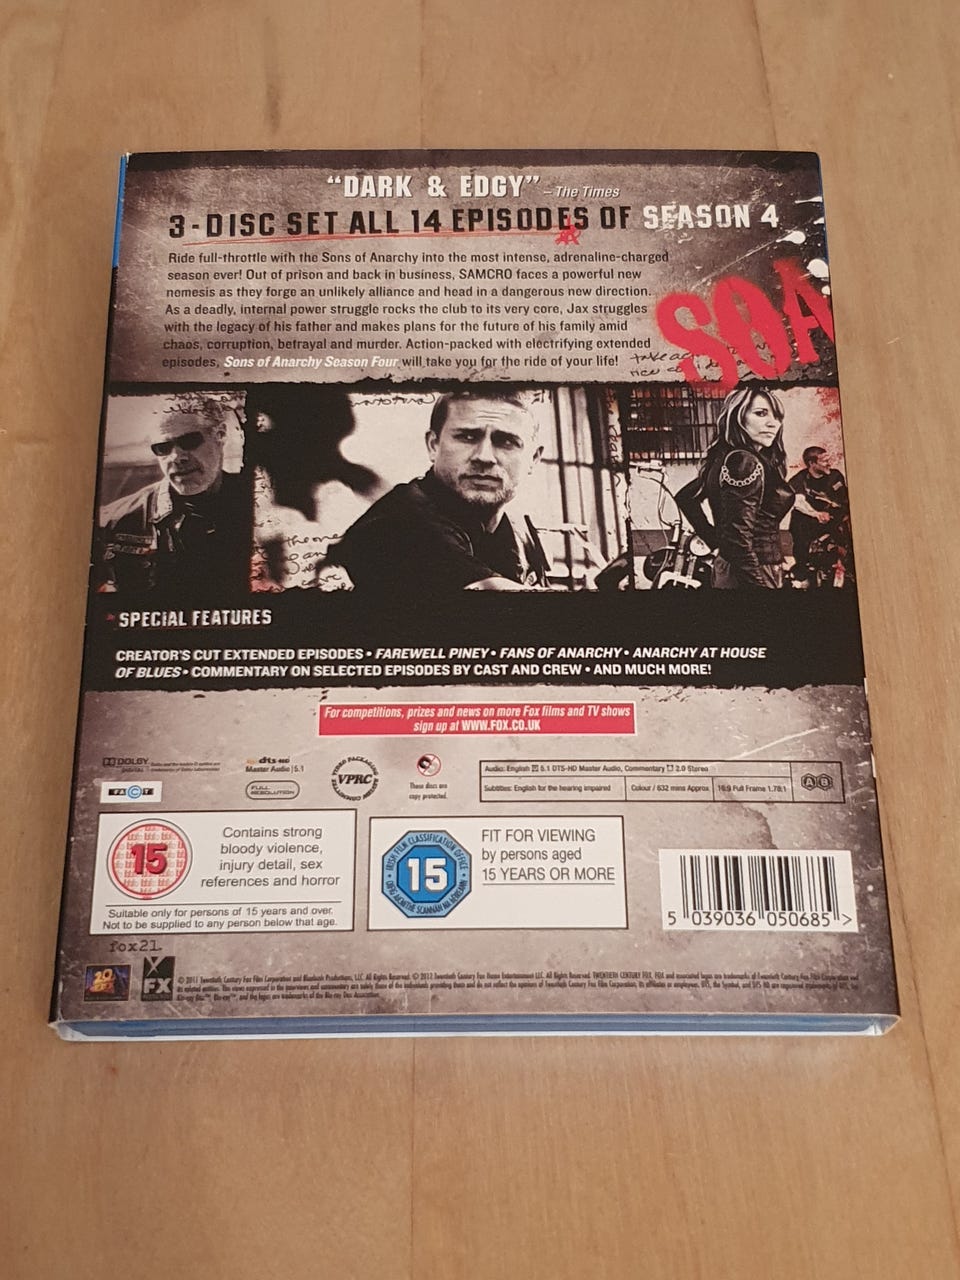 “DARK & EDGY” – The Times
3-DISC SET ALL 14 EPISODES OF SEASON 4
Ride full-throttle with the Sons of Anarchy into the most intense, adrenaline-charged
season ever! Out of prison and back in business, SAMCRO faces a powerful new
nemesis as they forge an unlikely alliance and head in a dangerous new direction.
As a deadly, internal power struggle rocks the club to its very core, Jax struggles
with the legacy of his father and makes plans for the future of his family amid
chaos, corruption, betrayal and murder. Action-packed with electrifying extended
episodes, Sons of Anarchy Season Four will take you for the ride of your life!
SOA
SPECIAL FEATURES
CREATOR'S CUT EXTENDED EPISODES • FAREWELL PINEY • FANS OF ANARCHY • ANARCHY AT HOUSE
OF BLUES • COMMENTARY ON SELECTED EPISODES BY CAST AND CREW • AND MUCH MORE!
For competitions, prizes and news on more Fox films and TV shows
sign up at WWW.FOX.CO.UK
DOLBY
DIGITAL
dts-HD
Master Audio | 5.1
FULL
RESOLUTION
VPRC
These discs are
copy protected.
FACT
Audio: English 5.1 DTS-HD Master Audio, Commentary 2.0 Stereo
Subtitles: English for the hearing impaired
Colour / 632 mins Approx
16:9 Full Frame 1.78:1
A B
15
Contains strong
bloody violence,
injury detail, sex
references and horror
Suitable only for persons of 15 years and over.
Not to be supplied to any person below that age.
IRISH FILM CLASSIFICATION OFFICE
15
FIT FOR VIEWING
by persons aged
15 YEARS OR MORE
5 039036 050685 >
fox21.
20
FOX
FX